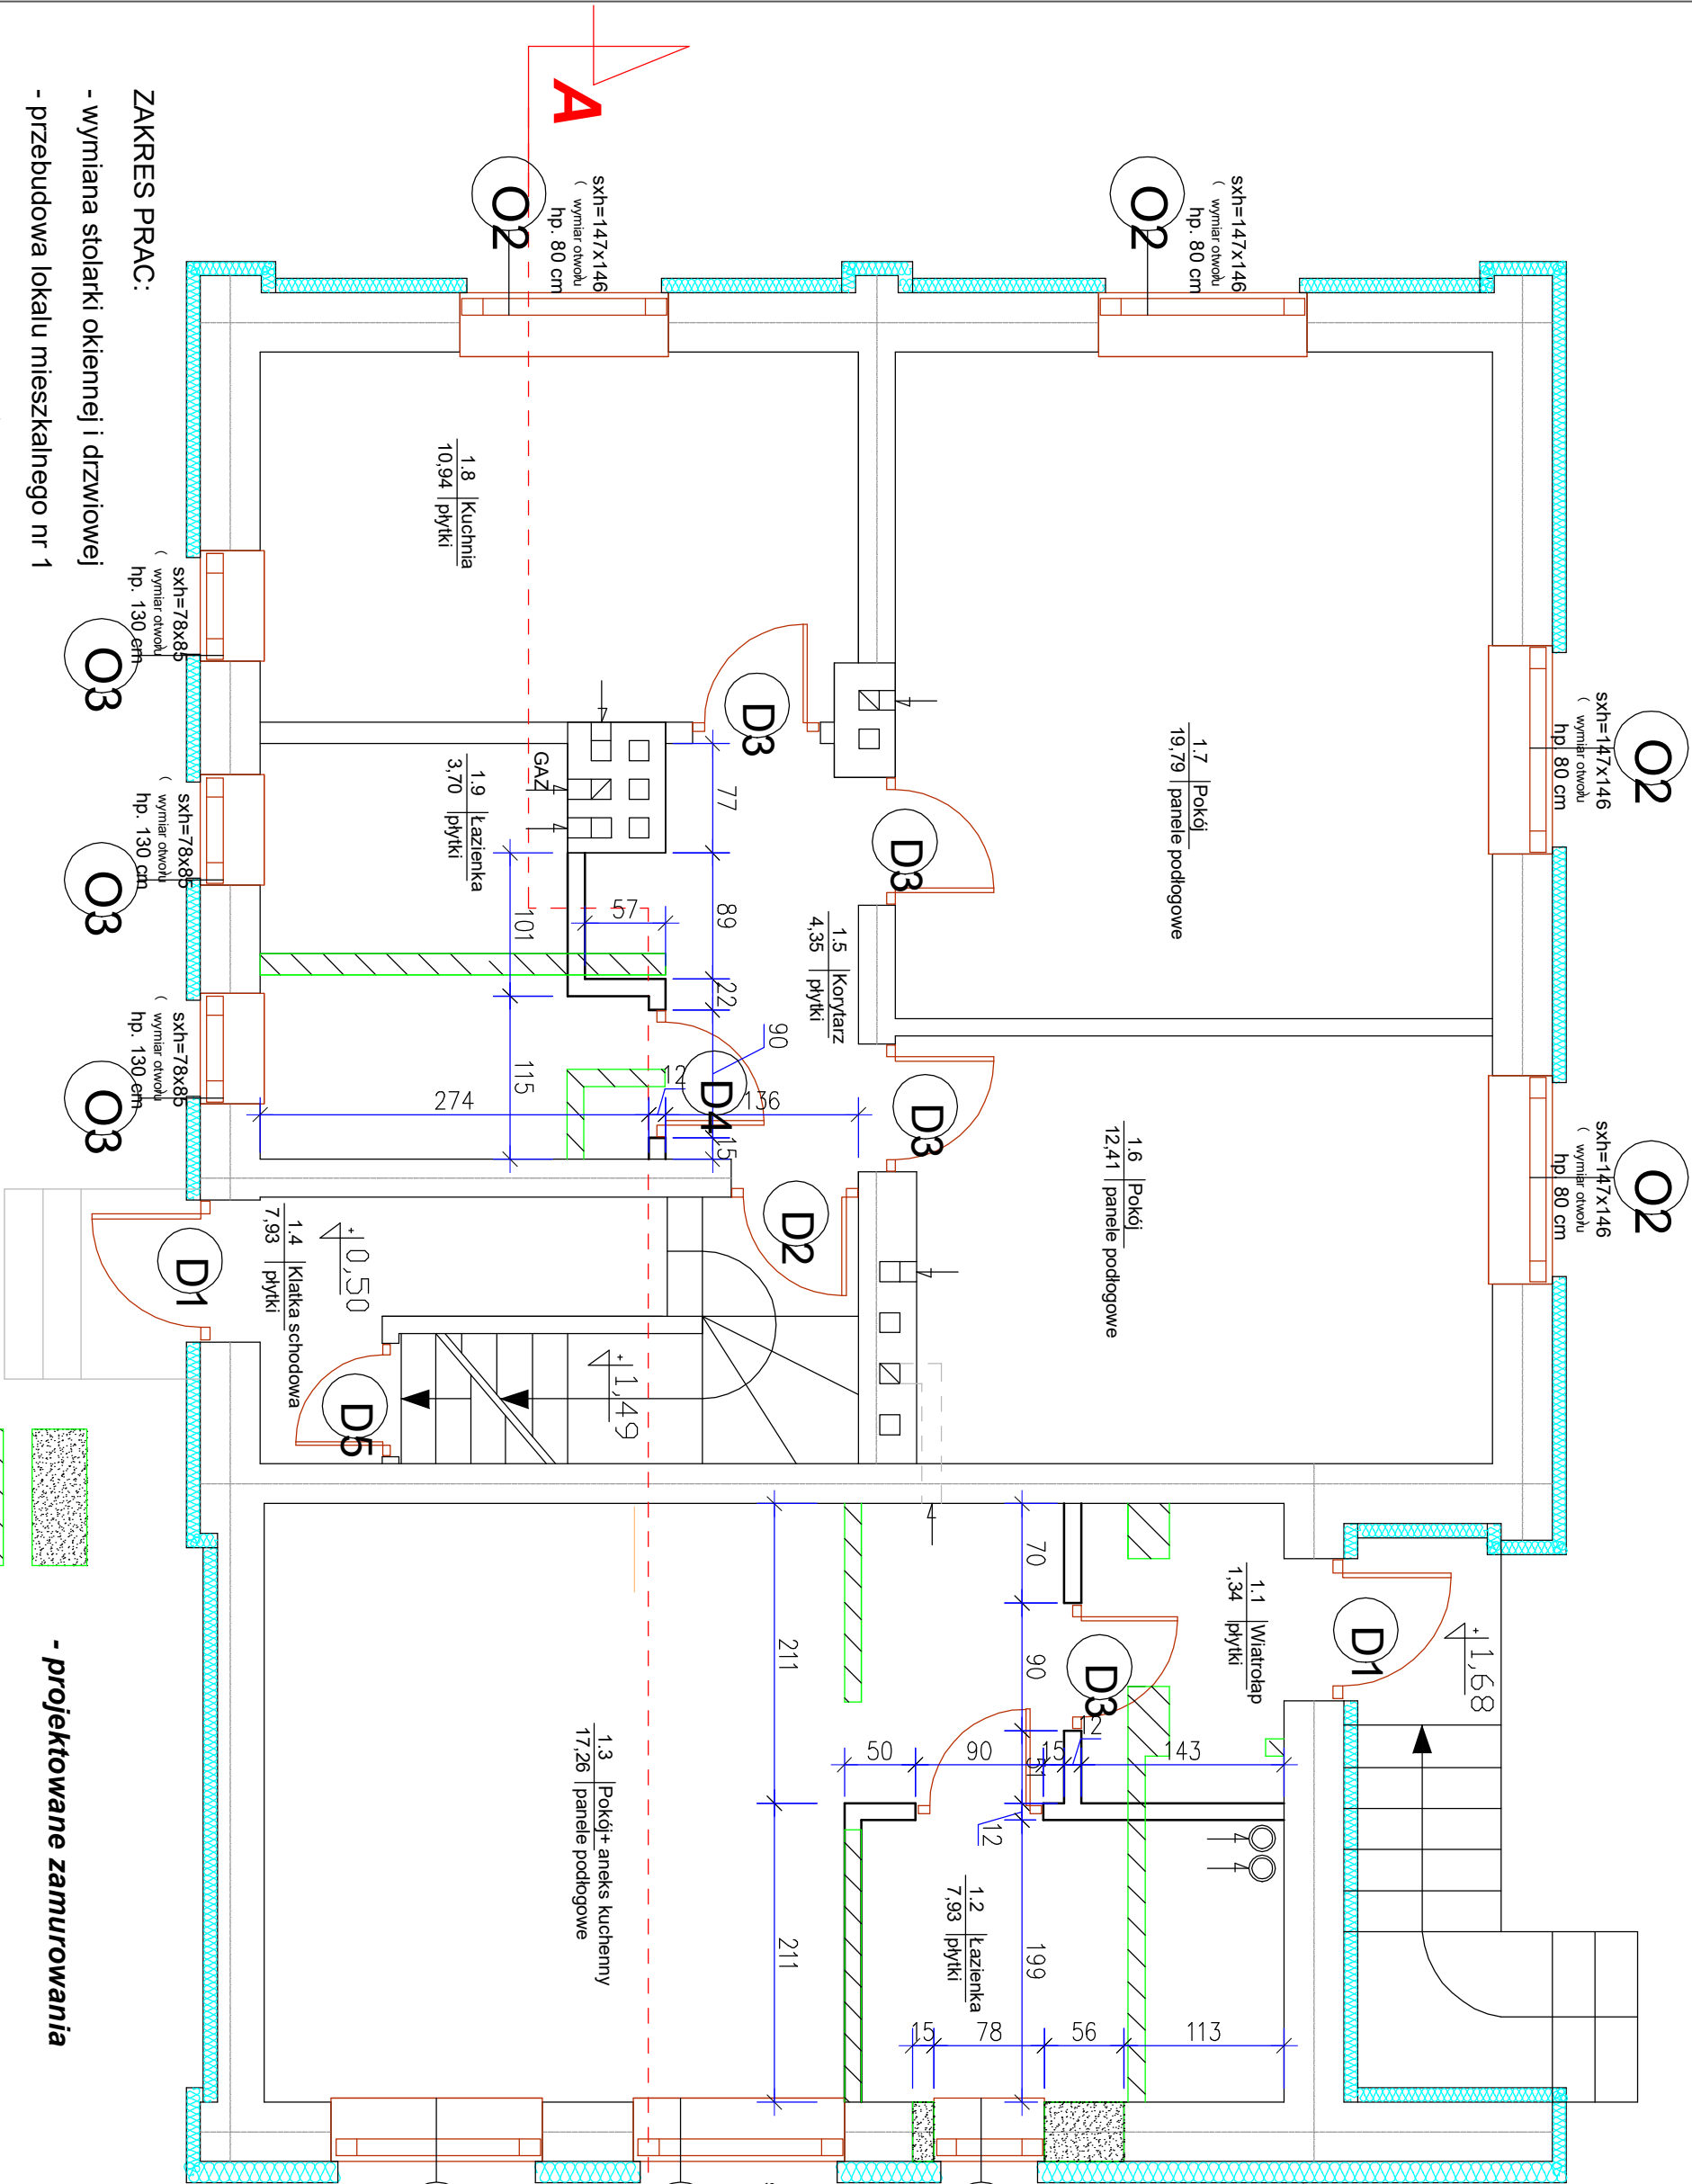 A
ZAKRES PRAC:
- wymiana stolarki okiennej i drzwiowej
- przebudowa lokalu mieszkalnego nr 1
O2
sxh=147x146
( wymiar otworu )
hp. 80 cm
O2
sxh=147x146
( wymiar otworu )
hp. 80 cm
O2
sxh=147x146
( wymiar otworu )
hp. 80 cm
O2
sxh=147x146
( wymiar otworu )
hp. 80 cm
O3
sxh=78x85
( wymiar otworu )
hp. 130 cm
O3
sxh=78x85
( wymiar otworu )
hp. 130 cm
O3
sxh=78x85
( wymiar otworu )
hp. 130 cm
1.8 Kuchnia
10,94 płytki
1.7 Pokój
19,79 panele podłogowe
1.9 Łazienka
3,70 płytki
GAZ
1.5 Korytarz
4,35 płytki
1.6 Pokój
12,41 panele podłogowe
1.4 Klatka schodowa
7,93 płytki
1.1 Wiatrołap
1,34 płytki
1.3 Pokój+ aneks kuchenny
17,26 panele podłogowe
1.2 Łazienka
7,93 płytki
D3
D3
D3
D4
D2
D1
D5
D3
D1
+0,50
+1,49
+1,68
77
89
22
90
15
57
101
115
274
12
136
211
211
70
90
15
12
199
50
90
15
12
143
15
78
56
113
- projektowane zamurowania